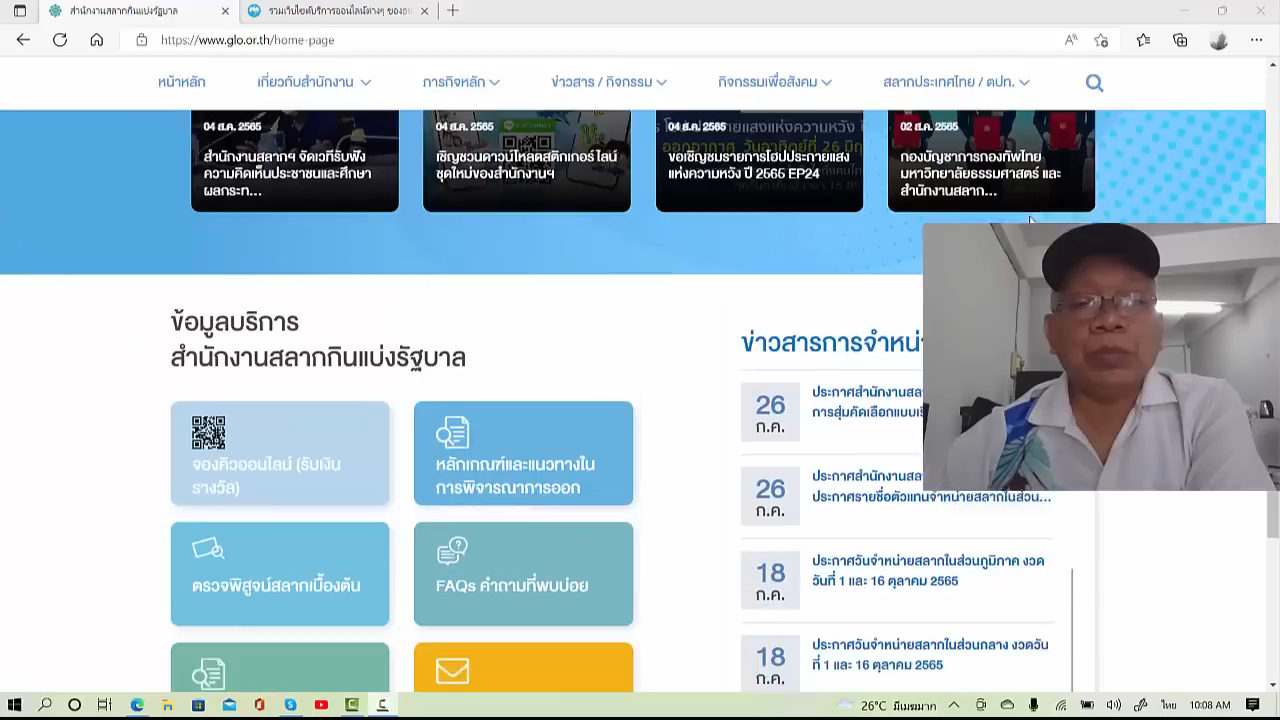 สำนักงานสลากกินแบ่งรัฐบาล
รวมเว็บไซต์บริการออนไลน์ต่างๆ ของธน
https://www.glo.or.th/home-page
หน้าหลัก
เกี่ยวกับสำนักงาน
ภารกิจหลัก
ข่าวสาร / กิจกรรม
กิจกรรมเพื่อสังคม
สลากประเทศไทย / ตปท.
04 ส.ค. 2565
สำนักงานสลากฯ จัดเวทีรับฟัง
ความคิดเห็นประชาชนและศึกษา
ผลกระท...
04 ส.ค. 2565
เชิญชวนดาวน์โหลดสติกเกอร์ ไลน์
ชุดใหม่ของสำนักงานฯ
04 ส.ค. 2565
ขอเชิญชมรายการโฮปประกายแสง
แห่งความหวัง ปี 2565 EP24
02 ส.ค. 2565
กองบัญชาการกองทัพไทย
มหาวิทยาลัยธรรมศาสตร์ และ
สำนักงานสลาก...
ข้อมูลบริการ
สำนักงานสลากกินแบ่งรัฐบาล
จองคิวออนไลน์ (รับเงิน
รางวัล)
หลักเกณฑ์และแนวทางใน
การพิจารณาการออก
ตรวจพิสูจน์สลากเบื้องต้น
FAQs คำถามที่พบบ่อย
ข่าวสารการจำหน่
26
ก.ค.
ประกาศสำนักงานสล
การสุ่มคัดเลือกแบบเรี
26
ก.ค.
ประกาศสำนักงานสล
ประกาศรายชื่อตัวแทนจำหน่ายสลากในส่วน...
18
ก.ค.
ประกาศวันจำหน่ายสลากในส่วนภูมิภาค งวด
วันที่ 1 และ 16 ตุลาคม 2565
18
ก.ค.
ประกาศวันจำหน่ายสลากในส่วนกลาง งวดวัน
ที่ 1 และ 16 ตุลาคม 2565
26°C มีเมฆมาก
ไทย
10:08 AM